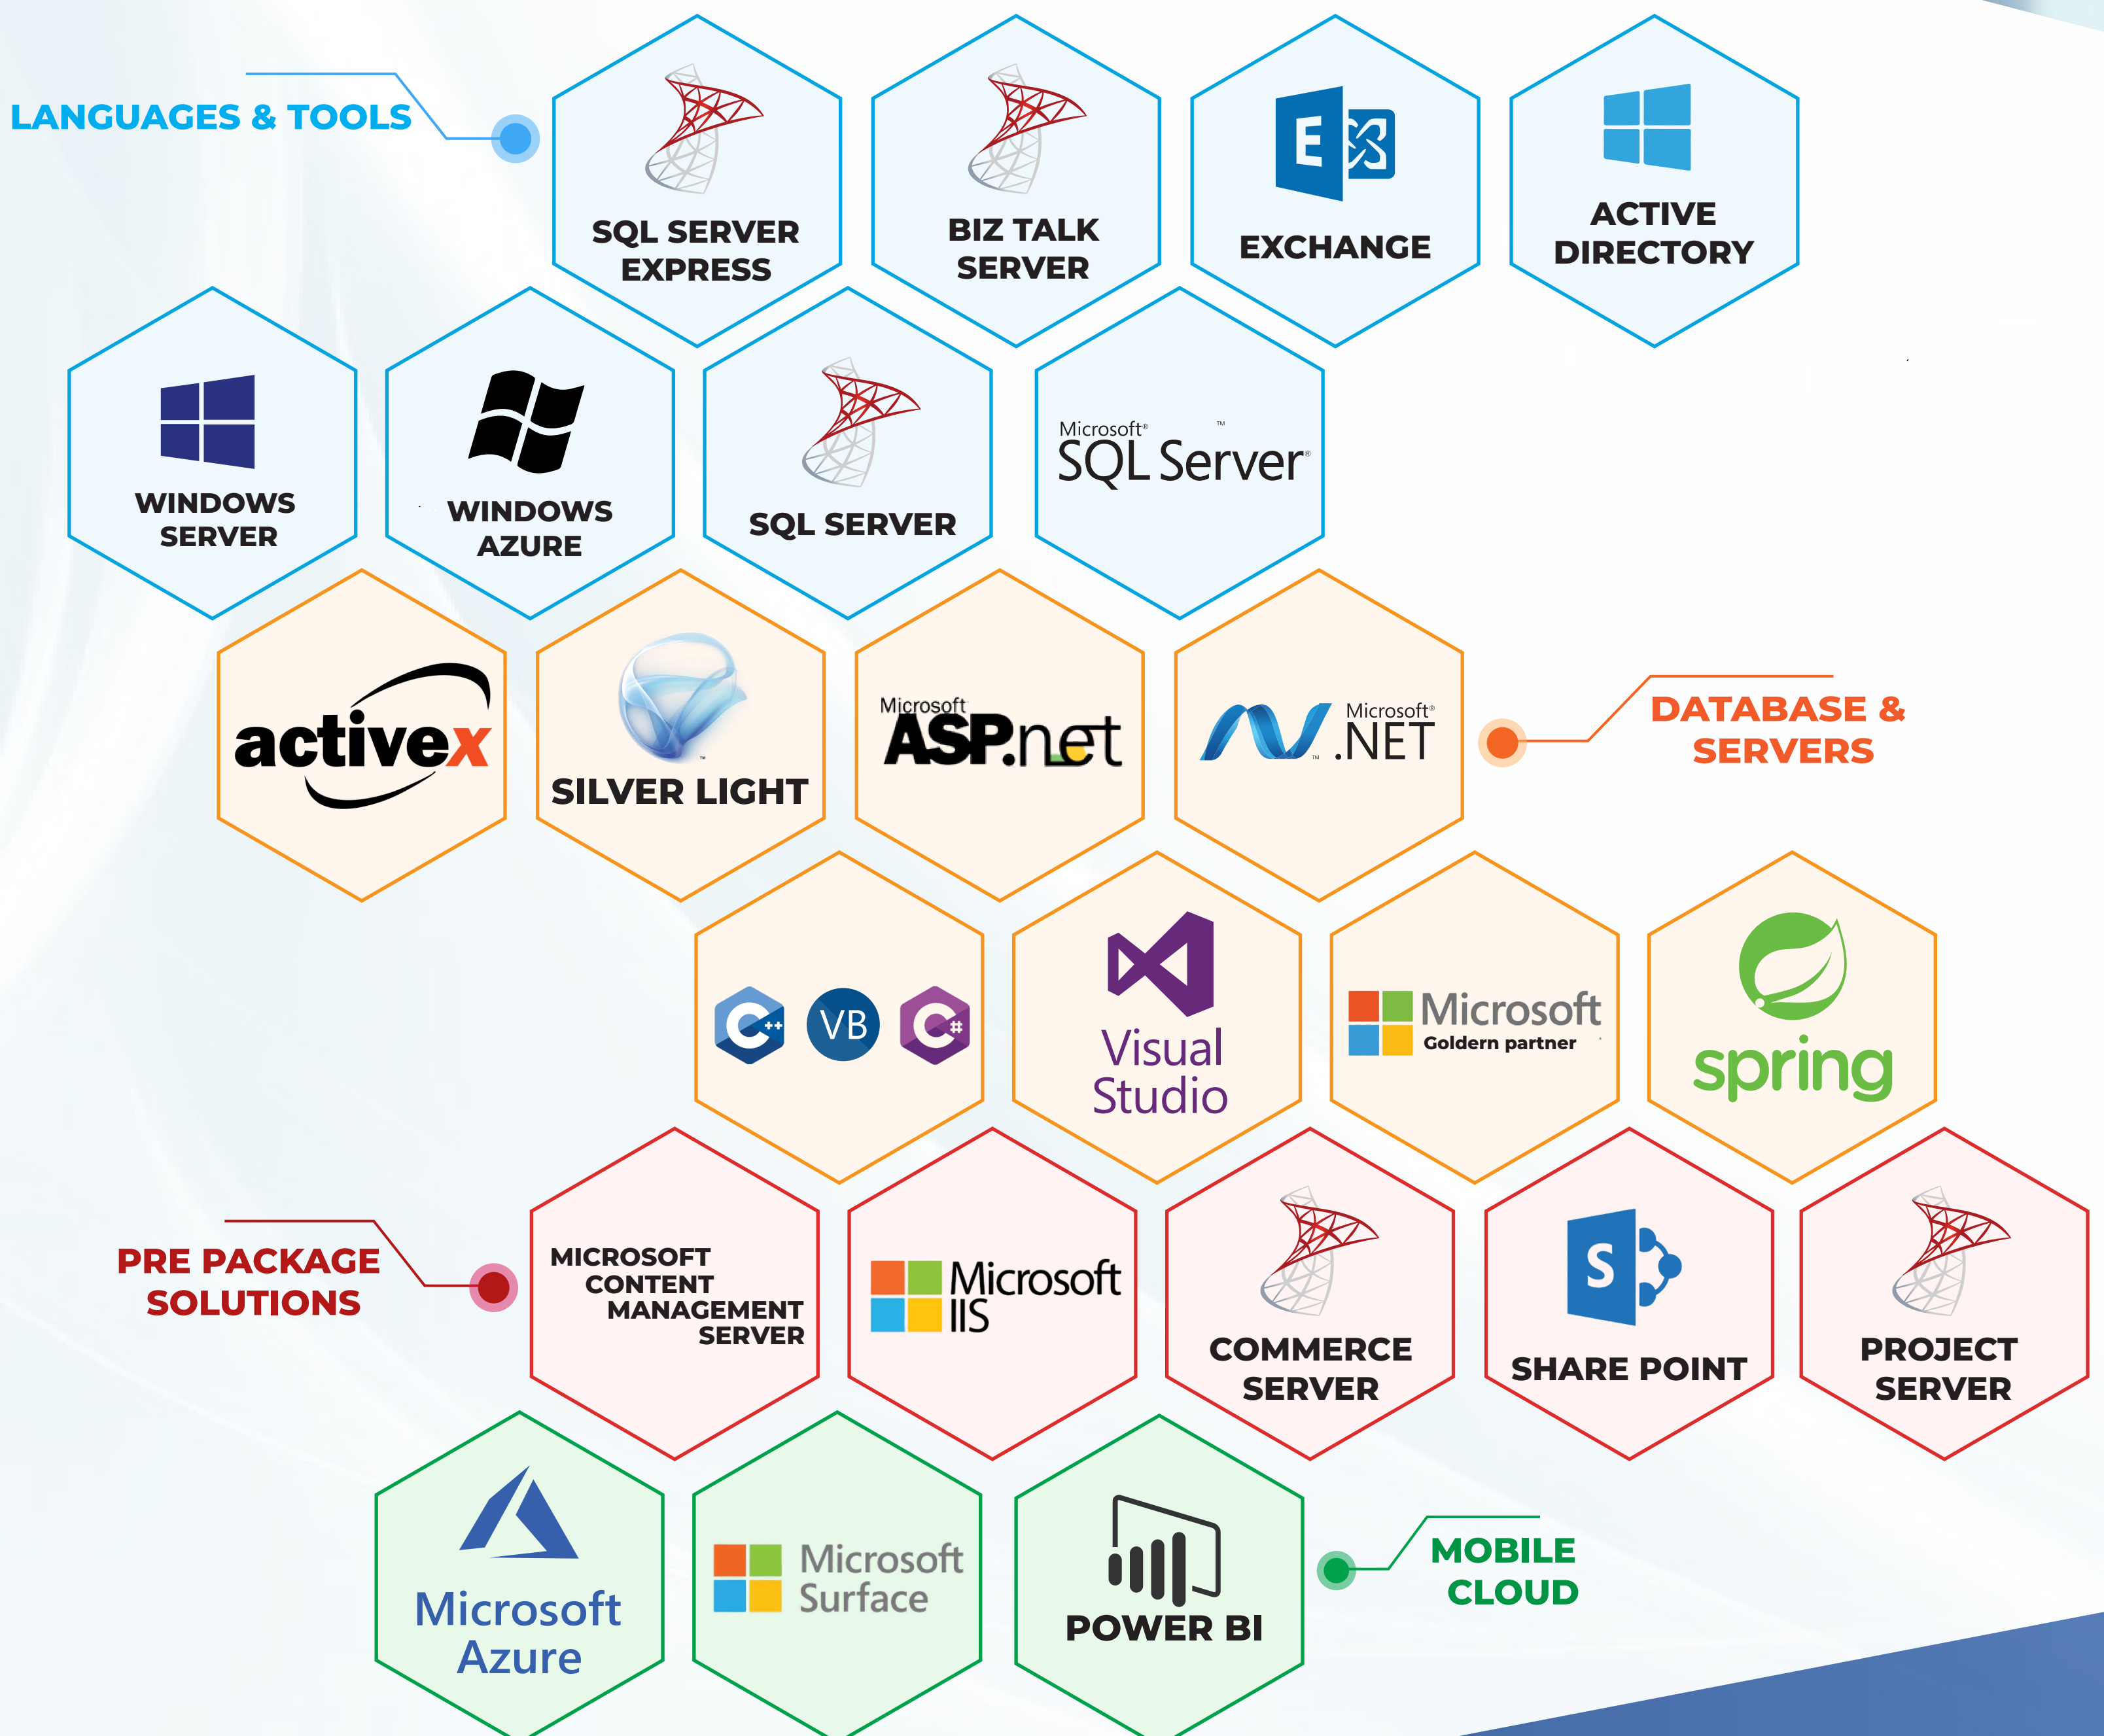 LANGUAGES & TOOLS
SQL SERVER
EXPRESS
BIZ TALK
SERVER
E
EXCHANGE
ACTIVE
DIRECTORY
WINDOWS
SERVER
WINDOWS
AZURE
SQL SERVER
Microsoft® ™
SQL Server®
activex
™
SILVER LIGHT
Microsoft
ASP.net
Microsoft®
™ .NET
DATABASE &
SERVERS
C++ VB C#
Visual
Studio
Microsoft
Goldern partner
spring
PRE PACKAGE
SOLUTIONS
MICROSOFT
CONTENT
MANAGEMENT
SERVER
Microsoft
IIS
COMMERCE
SERVER
S
SHARE POINT
PROJECT
SERVER
Microsoft
Azure
Microsoft
Surface
POWER BI
MOBILE
CLOUD